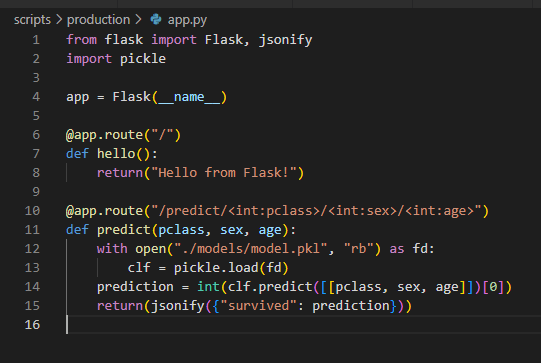 scripts > production > app.py
1 from flask import Flask, jsonify
2 import pickle
3
4 app = Flask(__name__)
5
6 @app.route("/")
7 def hello():
8     return("Hello from Flask!")
9
10 @app.route("/predict/<int:pclass>/<int:sex>/<int:age>")
11 def predict(pclass, sex, age):
12     with open("./models/model.pkl", "rb") as fd:
13         clf = pickle.load(fd)
14     prediction = int(clf.predict([[pclass, sex, age]])[0])
15     return(jsonify({"survived": prediction}))
16